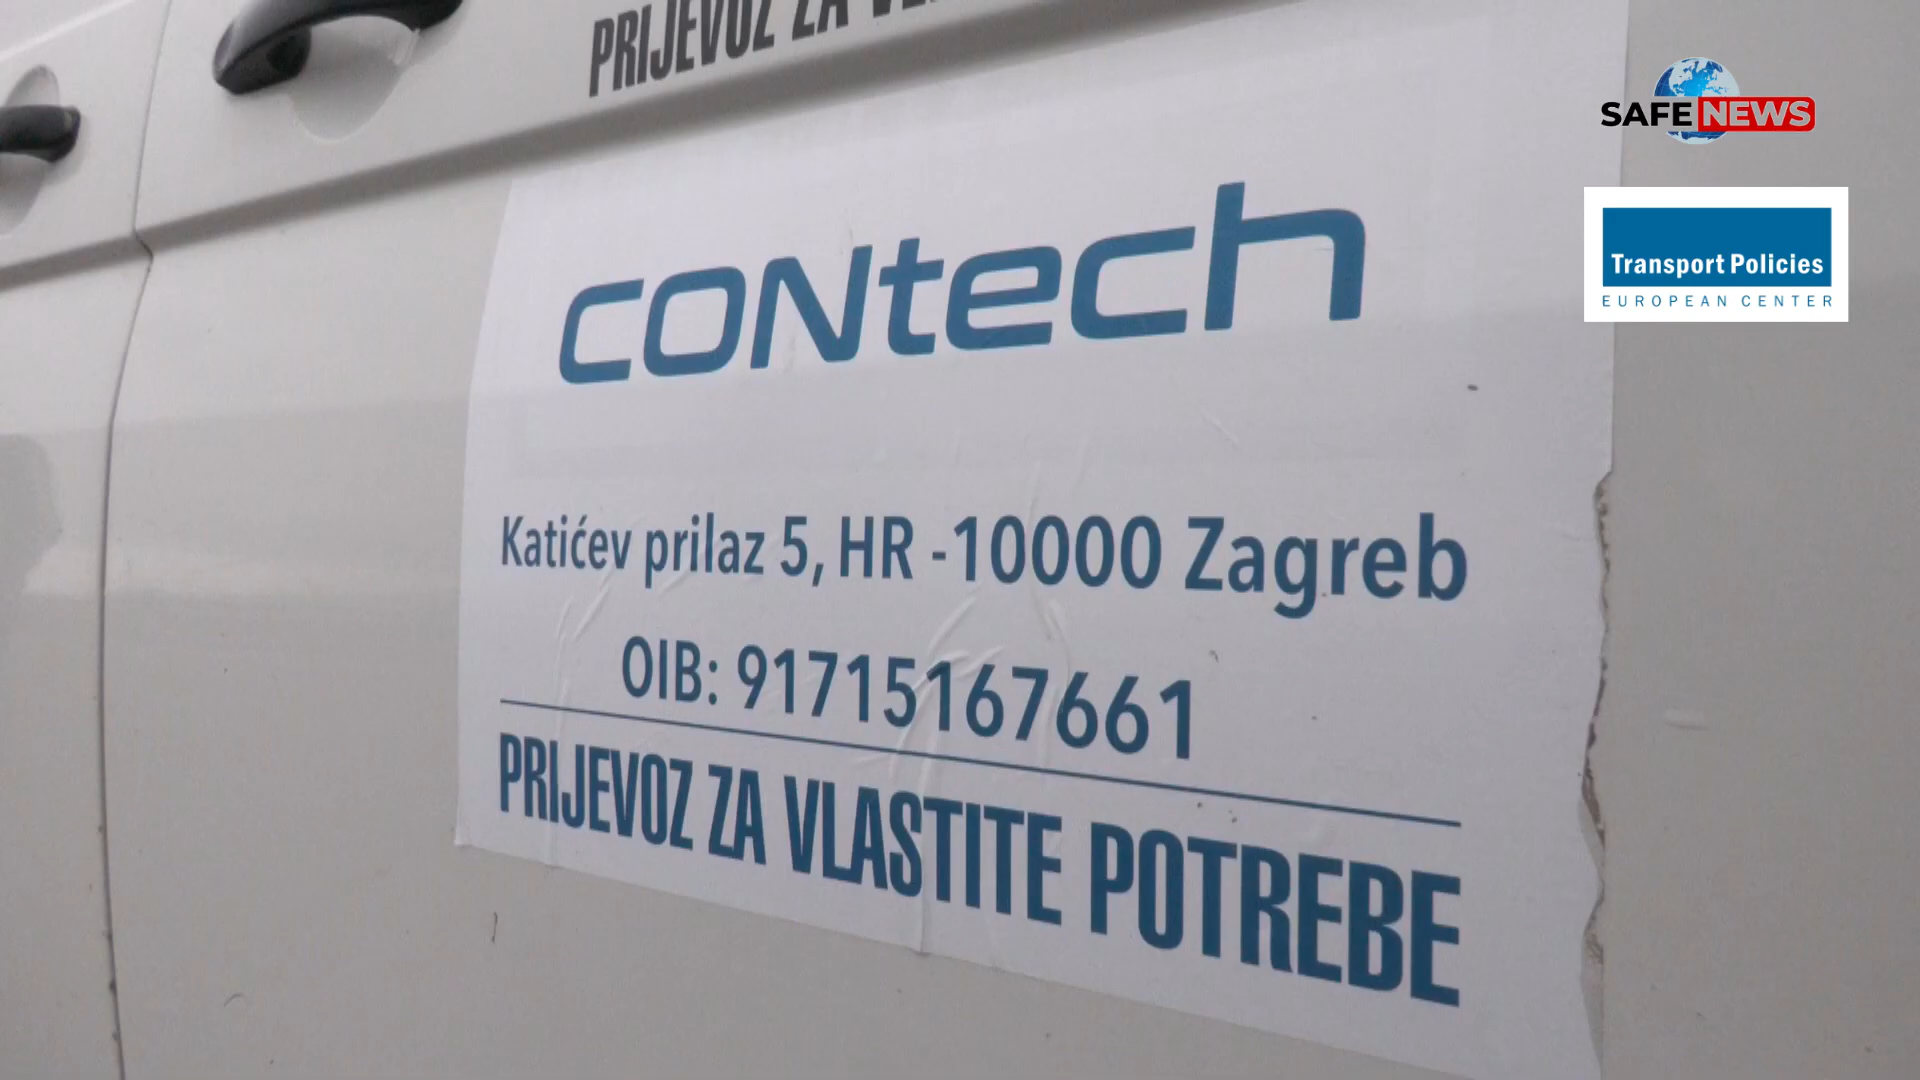 PRIJEVOZ ZA
SAFE NEWS
Transport Policies
EUROPEAN CENTER
CONtech
Katićev prilaz 5, HR -10000 Zagreb
OIB: 91715167661
PRIJEVOZ ZA VLASTITE POTREBE